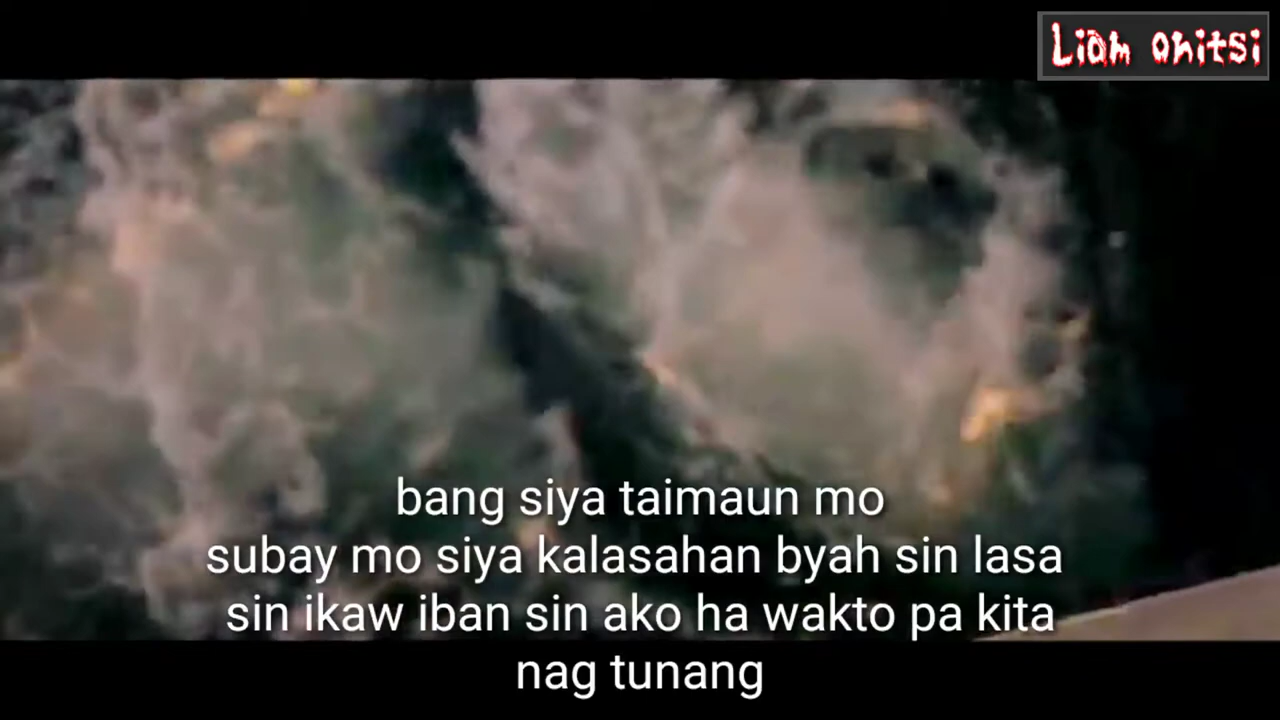 Liam onitsi
bang siya taimaun mo
subay mo siya kalasahan byah sin lasa
sin ikaw iban sin ako ha wakto pa kita
nag tunang